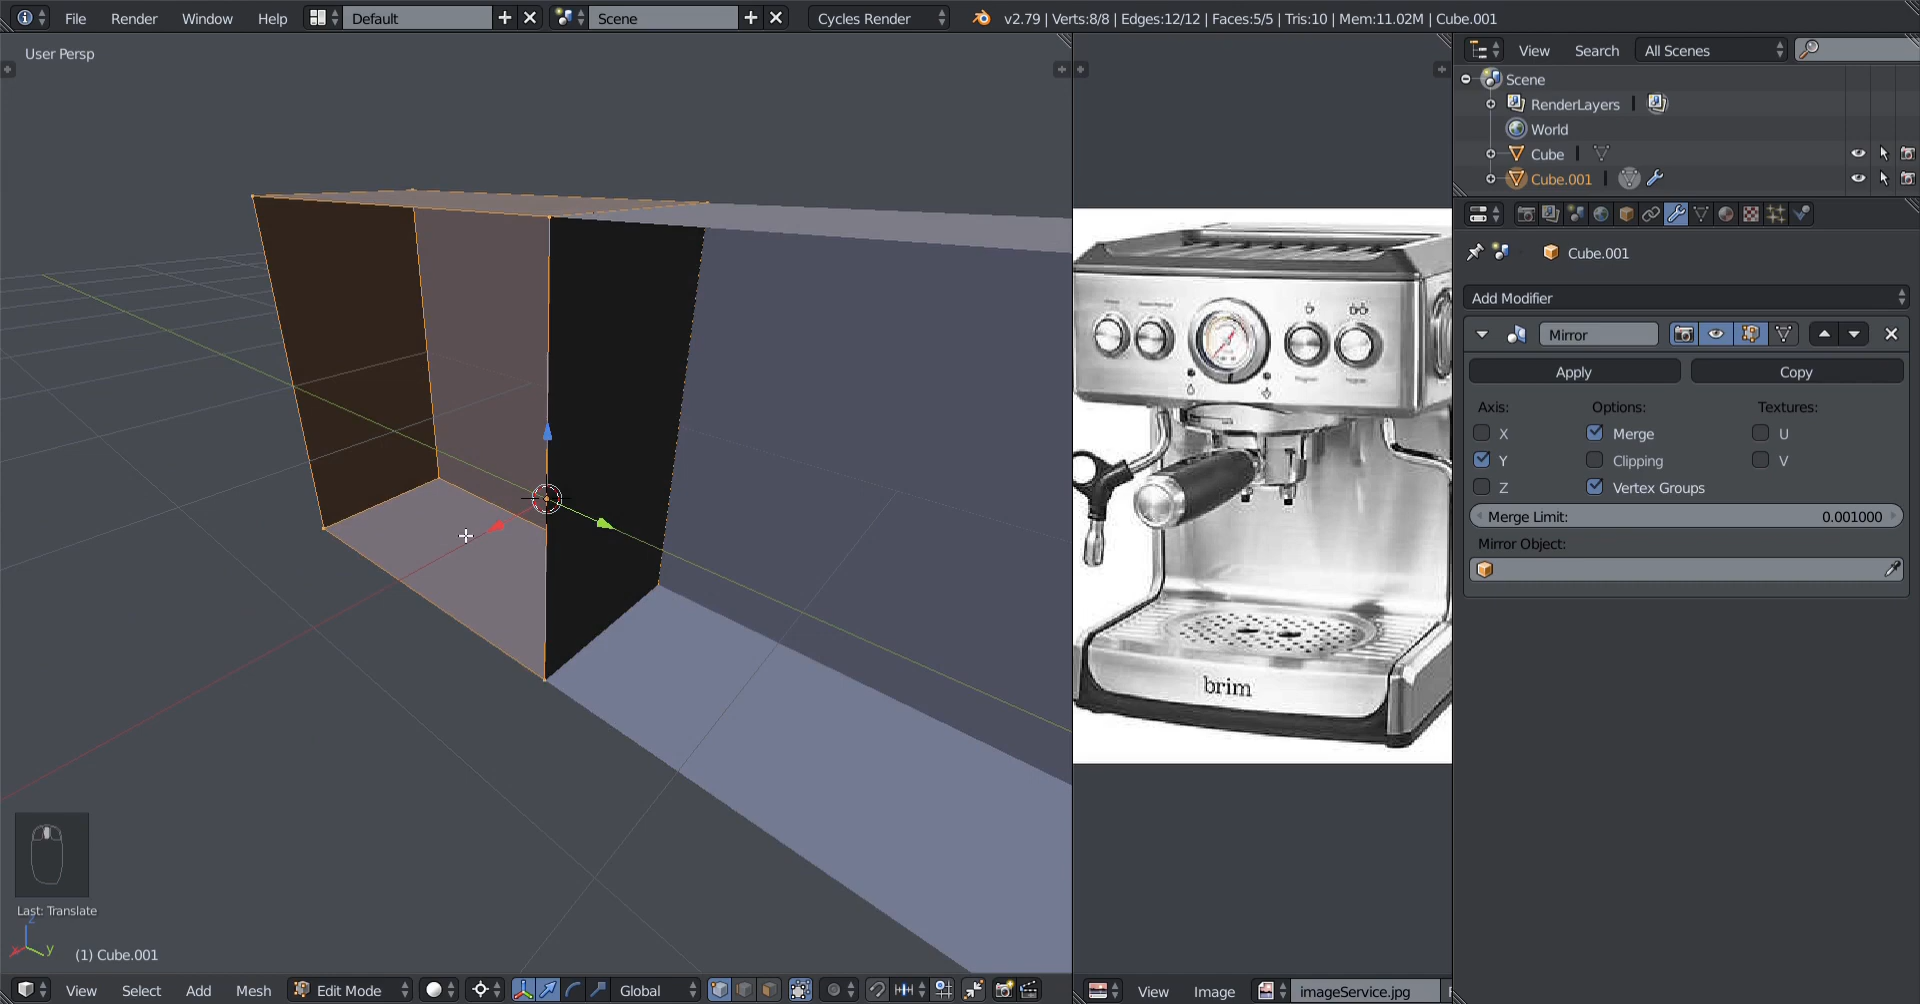 File Render Window Help Default Scene Cycles Render v2.79 | Verts:8/8 | Edges:12/12 | Faces:5/5 | Tris:10 | Mem:11.02M | Cube.001
User Persp
View Search All Scenes
Scene
RenderLayers
World
Cube
Cube.001
Cube.001
Add Modifier
Mirror
Apply Copy
Axis: Options: Textures:
X Merge U
Y Clipping V
Z Vertex Groups
Merge Limit: 0.001000
Mirror Object:
brim
Last: Translate
z
x y
(1) Cube.001
View Select Add Mesh Edit Mode Global
View Image imageService.jpg